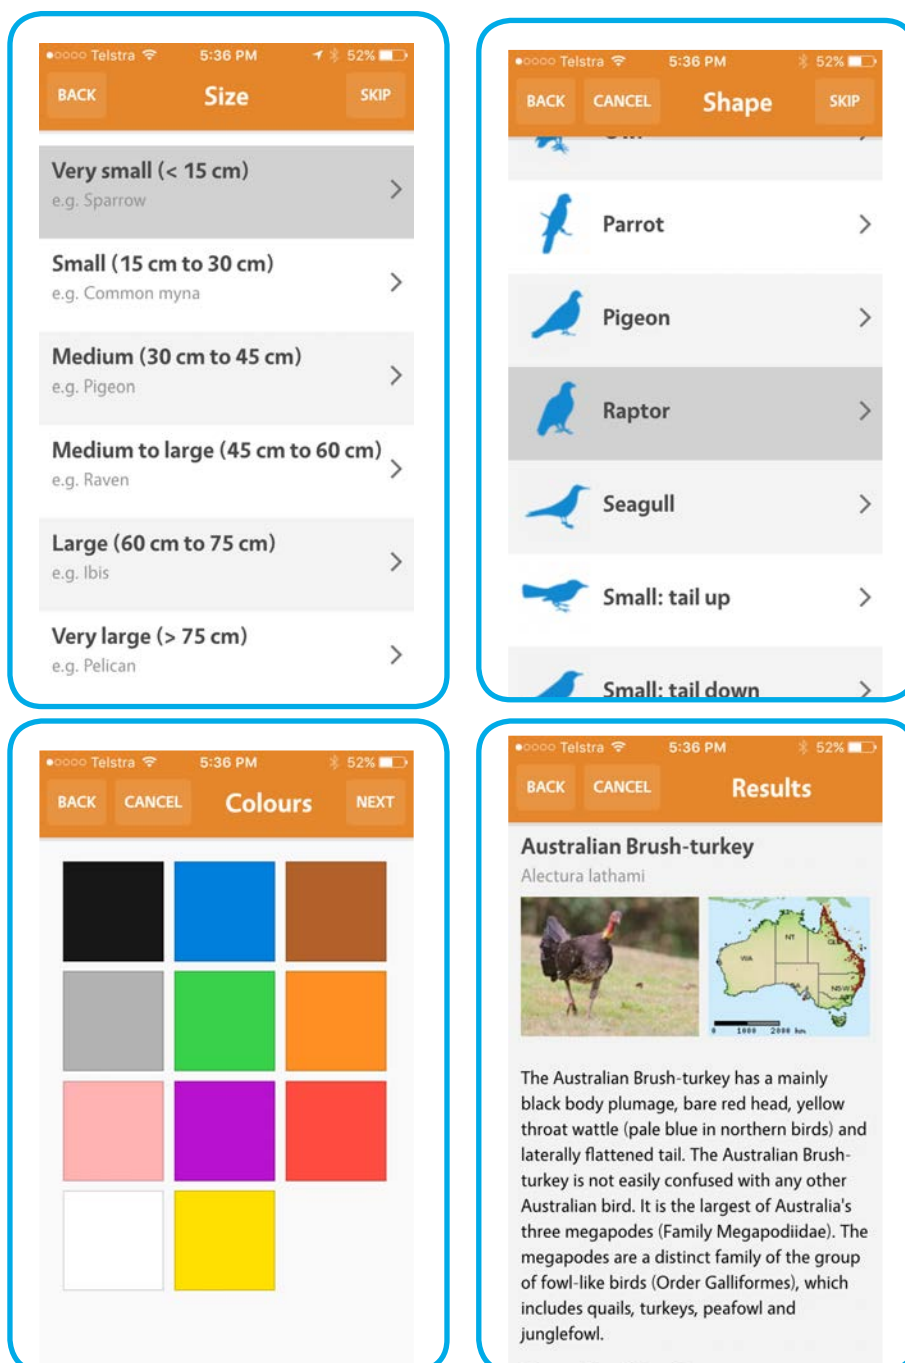 Telstra 5:36 PM 52%
BACK Size SKIP
Very small (< 15 cm)
e.g. Sparrow
Small (15 cm to 30 cm)
e.g. Common myna
Medium (30 cm to 45 cm)
e.g. Pigeon
Medium to large (45 cm to 60 cm)
e.g. Raven
Large (60 cm to 75 cm)
e.g. Ibis
Very large (> 75 cm)
e.g. Pelican
Telstra 5:36 PM 52%
BACK CANCEL Shape SKIP
Parrot
Pigeon
Raptor
Seagull
Small: tail up
Small: tail down
Telstra 5:36 PM 52%
BACK CANCEL Colours NEXT
Telstra 5:36 PM 52%
BACK CANCEL Results
Australian Brush-turkey
Alectura lathami
WA
NT
SA
NSW
0 1000 2000 km
The Australian Brush-turkey has a mainly
black body plumage, bare red head, yellow
throat wattle (pale blue in northern birds) and
laterally flattened tail. The Australian Brush-
turkey is not easily confused with any other
Australian bird. It is the largest of Australia's
three megapodes (Family Megapodiidae). The
megapodes are a distinct family of the group
of fowl-like birds (Order Galliformes), which
includes quails, turkeys, peafowl and
junglefowl.